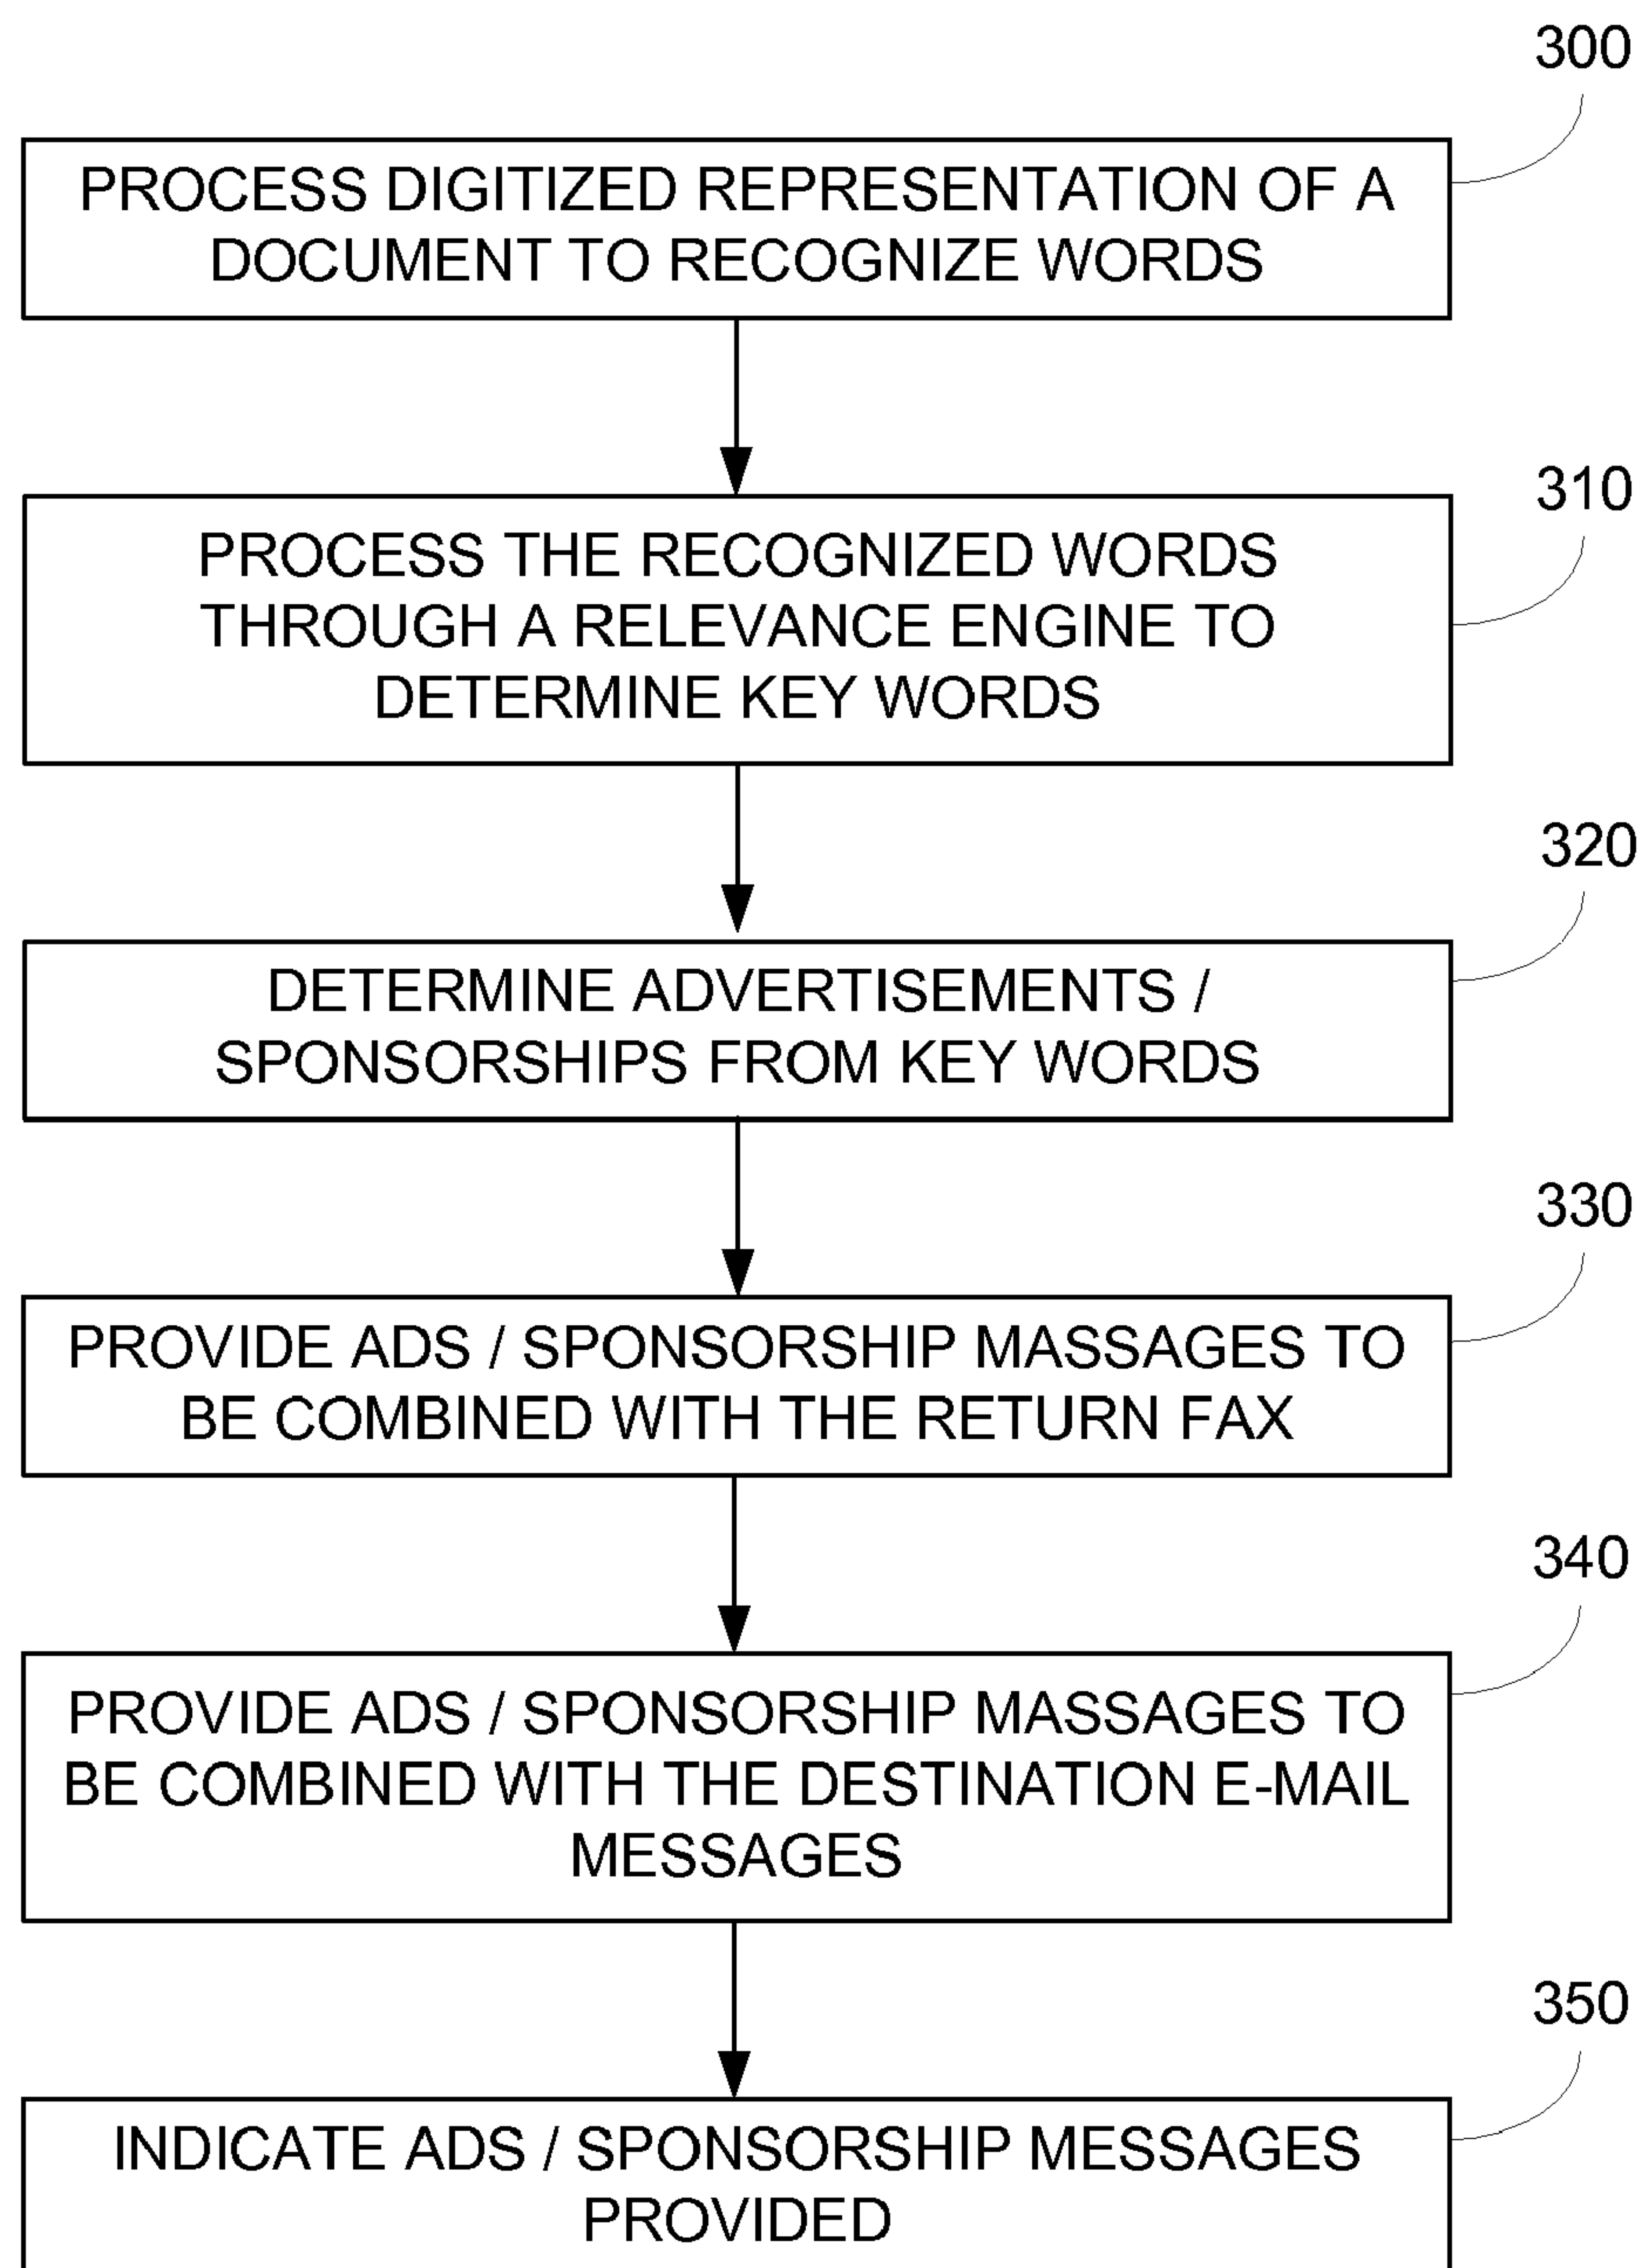 300
PROCESS DIGITIZED REPRESENTATION OF A
DOCUMENT TO RECOGNIZE WORDS
310
PROCESS THE RECOGNIZED WORDS
THROUGH A RELEVANCE ENGINE TO
DETERMINE KEY WORDS
320
DETERMINE ADVERTISEMENTS /
SPONSORSHIPS FROM KEY WORDS
330
PROVIDE ADS / SPONSORSHIP MASSAGES TO
BE COMBINED WITH THE RETURN FAX
340
PROVIDE ADS / SPONSORSHIP MASSAGES TO
BE COMBINED WITH THE DESTINATION E-MAIL
MESSAGES
350
INDICATE ADS / SPONSORSHIP MESSAGES
PROVIDED